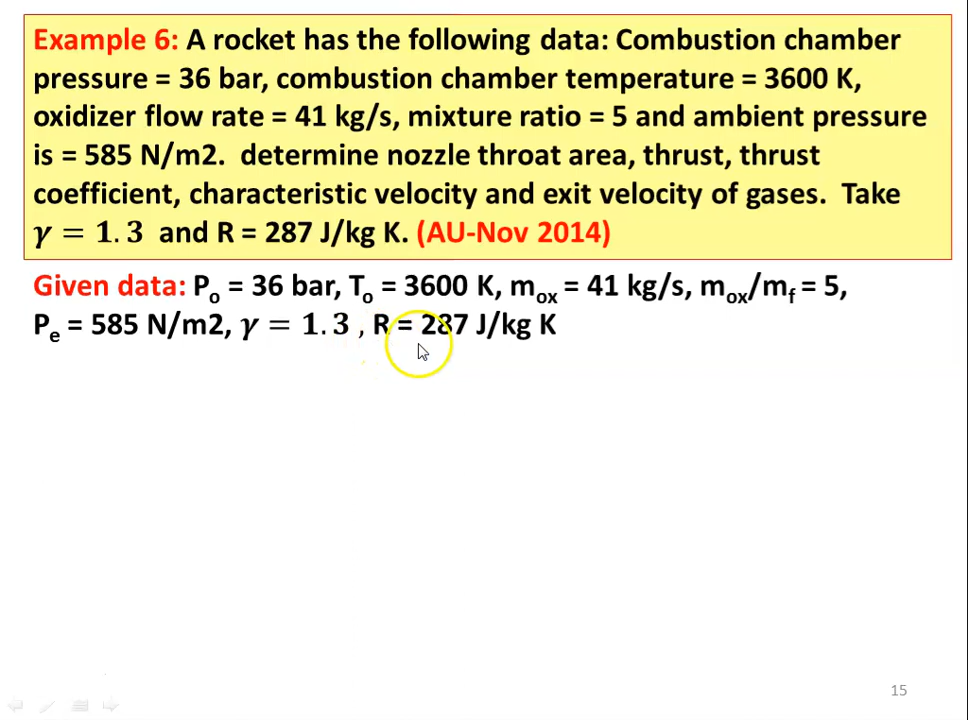 Example 6: A rocket has the following data: Combustion chamber
pressure = 36 bar, combustion chamber temperature = 3600 K,
oxidizer flow rate = 41 kg/s, mixture ratio = 5 and ambient pressure
is = 585 N/m2. determine nozzle throat area, thrust, thrust
coefficient, characteristic velocity and exit velocity of gases. Take
γ = 1.3 and R = 287 J/kg K. (AU-Nov 2014)
Given data: Po = 36 bar, To = 3600 K, mox = 41 kg/s, mox/mf = 5,
Pe = 585 N/m2, γ = 1.3 , R = 287 J/kg K
15